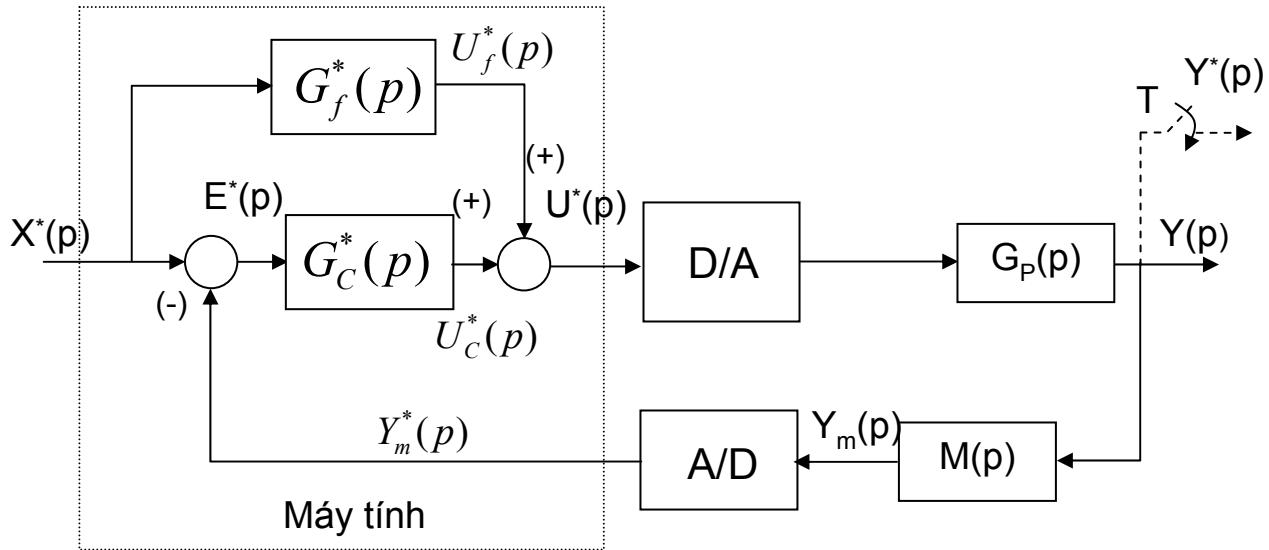 U*f(p)
G*f(p)
T
Y*(p)
(+)
E*(p)
(+)
U*(p)
X*(p)
G*C(p)
D/A
GP(p)
Y(p)
(-)
U*C(p)
Y*m(p)
A/D
Ym(p)
M(p)
Máy tính